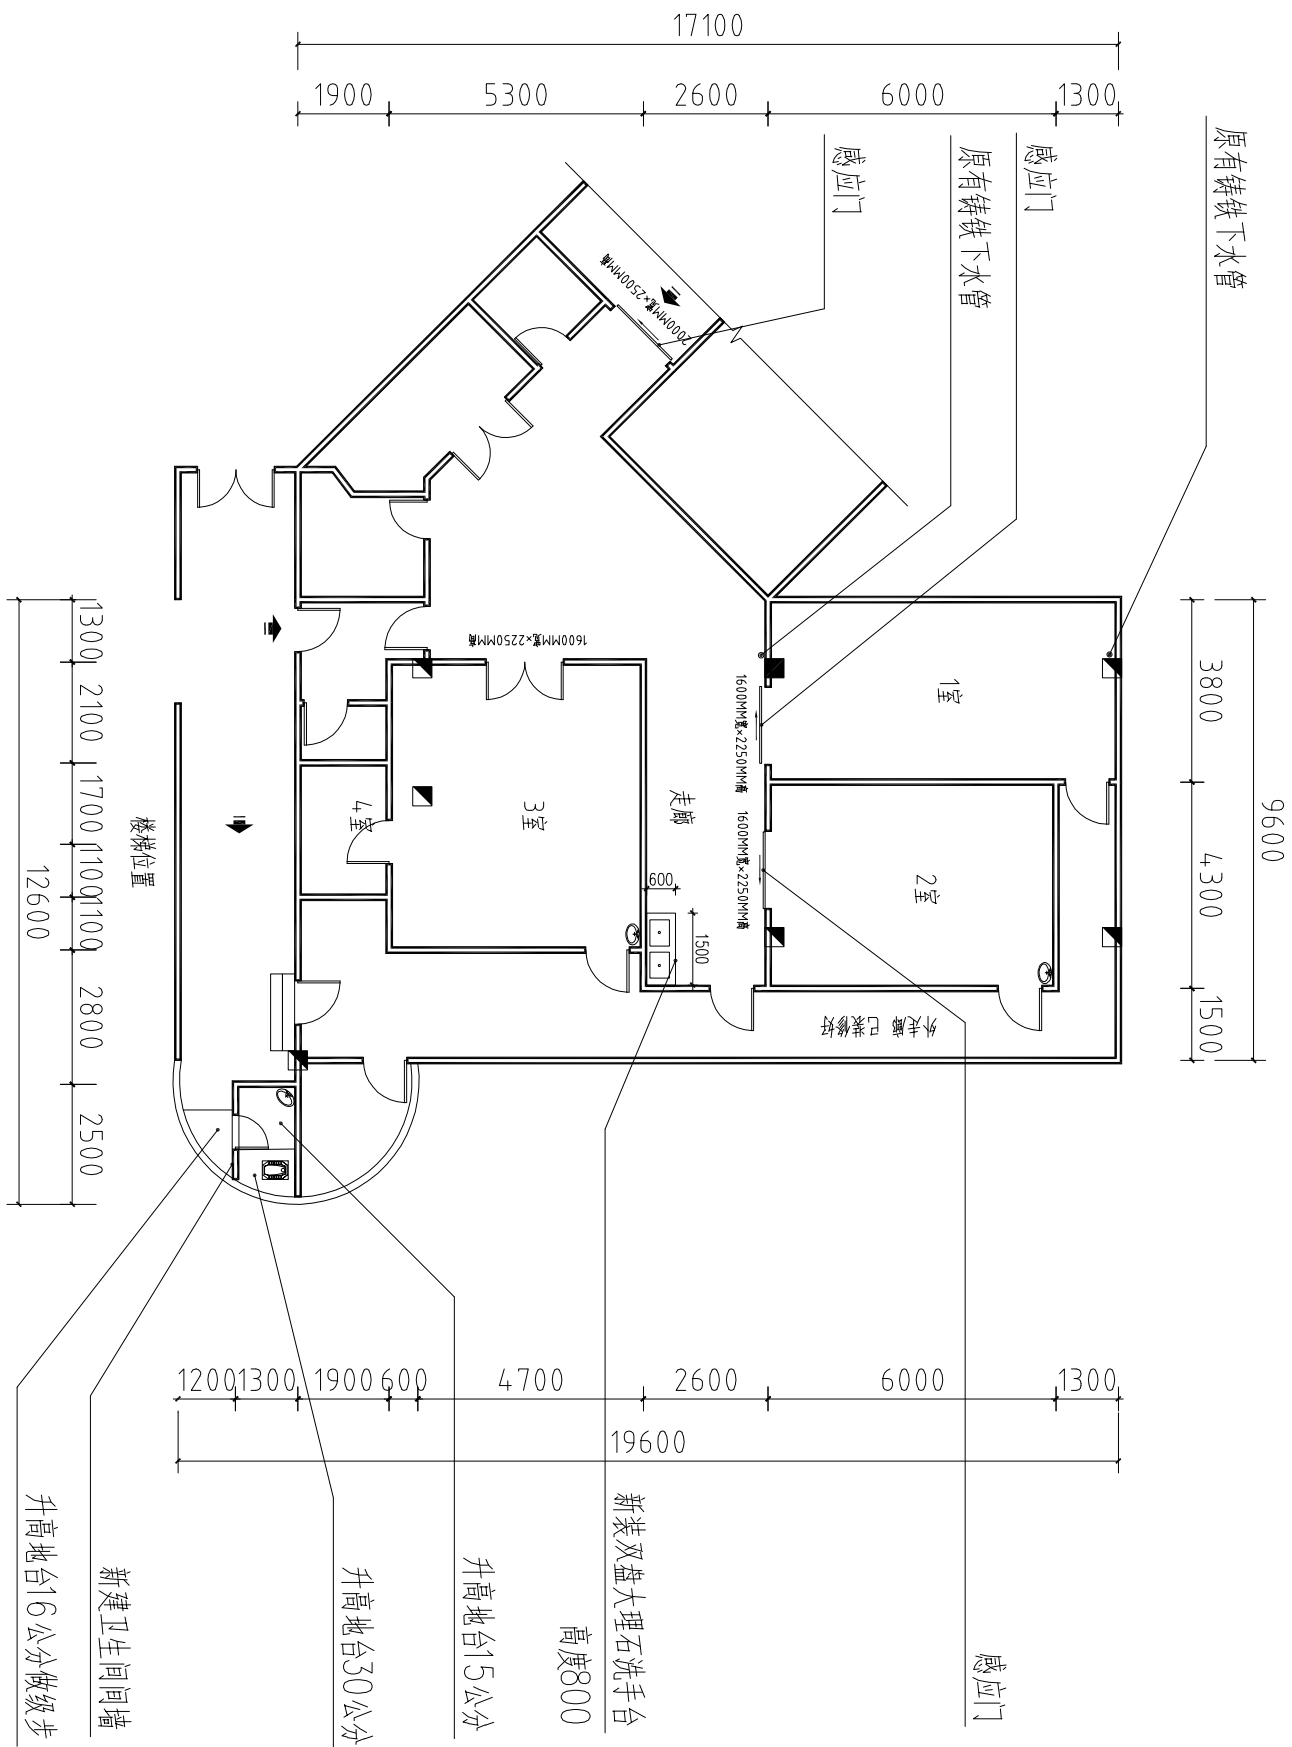 17100
1900
5300
2600
6000
1300
原有铸铁下水管
感应门
原有铸铁下水管
感应门
2000MM宽×2500MM高
9600
3800
4300
1500
1300
2100
1700
1100
1100
2800
2500
12600
1600MM宽×2250MM高
1室
1600MM宽×2250MM高
1600MM宽×2250MM高
走廊
3室
4室
2室
楼梯位置
600
1500
外走廊 已装修好
1200
1300
1900
600
4700
2600
6000
1300
19600
感应门
新装双盘大理石洗手台
高度800
升高地台15公分
升高地台30公分
新建卫生间间墙
升高地台16公分做级步